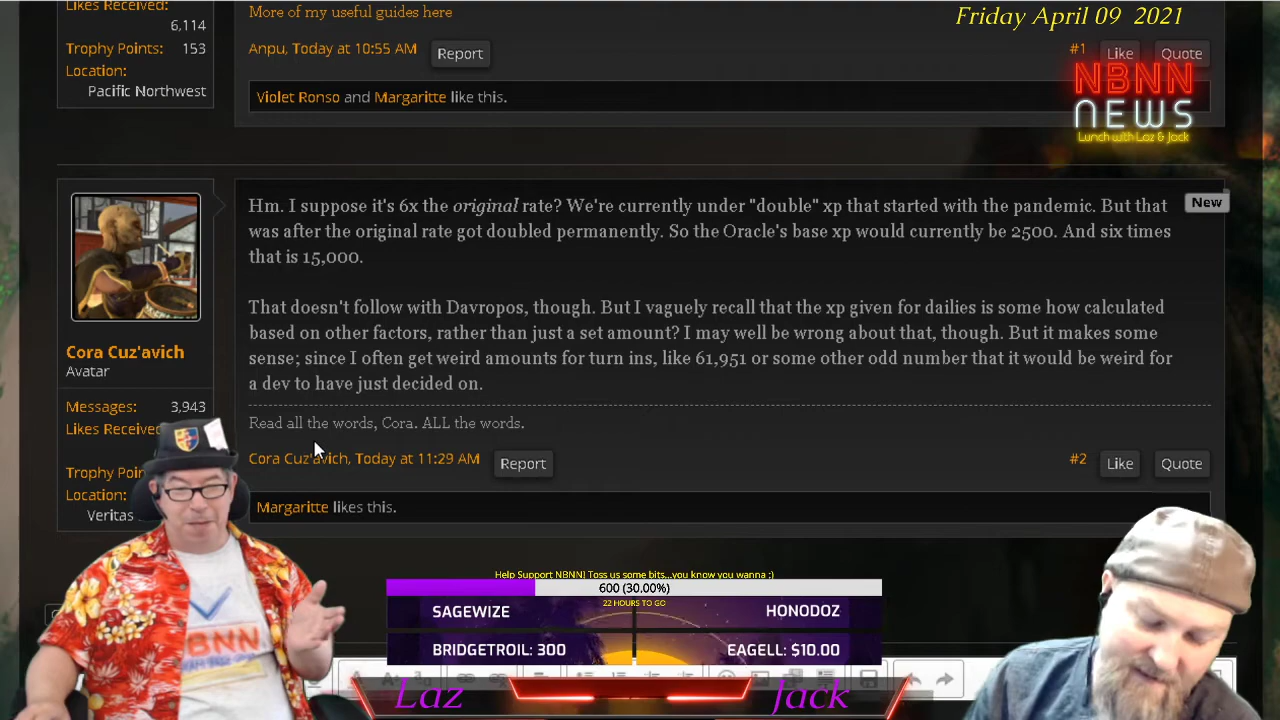 Likes Received:
6,114
Trophy Points: 153
Location:
Pacific Northwest
More of my useful guides here
Anpu, Today at 10:55 AM Report
#1 Like Quote
Violet Ronso and Margaritte like this.
Friday April 09 2021
NBNN
NEWS
Lunch with Laz & Jack
Hm. I suppose it's 6x the original rate? We're currently under "double" xp that started with the pandemic. But that
was after the original rate got doubled permanently. So the Oracle's base xp would currently be 2500. And six times
that is 15,000.
New
That doesn't follow with Davropos, though. But I vaguely recall that the xp given for dailies is some how calculated
based on other factors, rather than just a set amount? I may well be wrong about that, though. But it makes some
sense; since I often get weird amounts for turn ins, like 61,951 or some other odd number that it would be weird for
a dev to have just decided on.
Cora Cuz'avich
Avatar
Messages: 3,943
Likes Received
Trophy Poin
Location:
Veritas
Read all the words, Cora. ALL the words.
Cora Cuz'avich, Today at 11:29 AM Report
#2 Like Quote
Margaritte likes this.
Help Support NBNN! Toss us some bits...you know you wanna ;)
600 (30.00%)
22 HOURS TO GO
SAGEWIZE HONODOZ
BRIDGETROIL: 300 EAGELL: $10.00
NBNN
Laz Jack